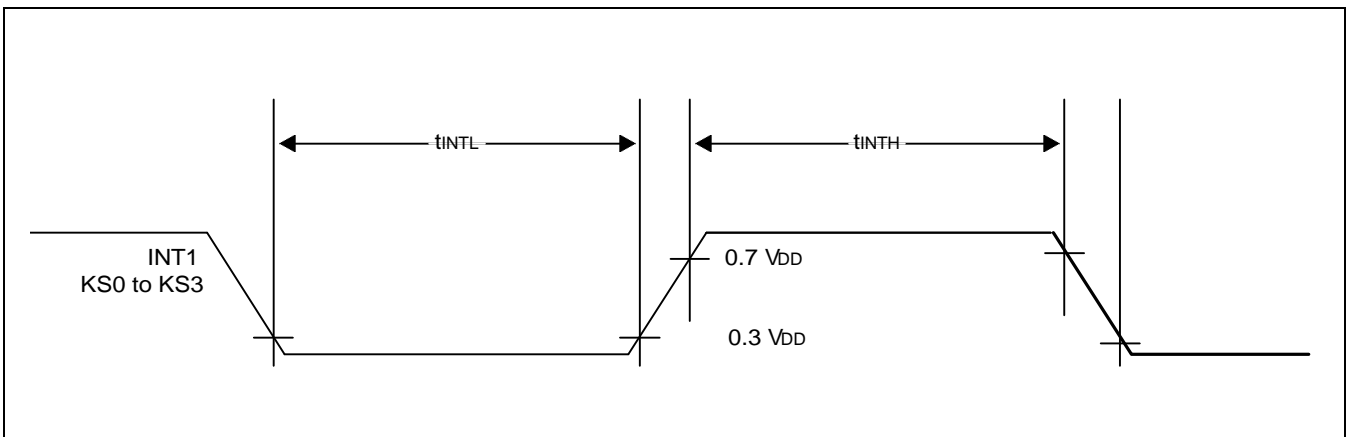 tINTL
tINTH
INT1
KS0 to KS3
0.7 VDD
0.3 VDD